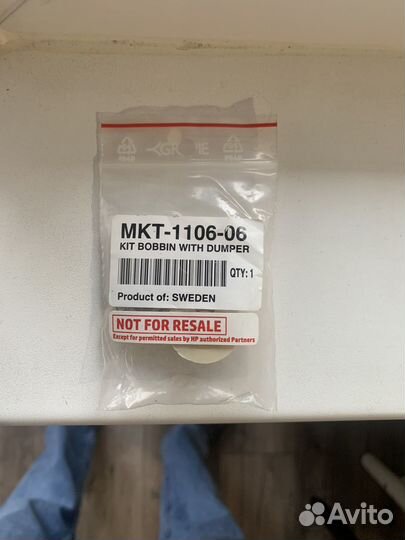 MKT-1106-06
KIT BOBBIN WITH DUMPER
QTY: 1
Product of: SWEDEN
NOT FOR RESALE
Except for permitted sales by HP authorized Partners
Avito